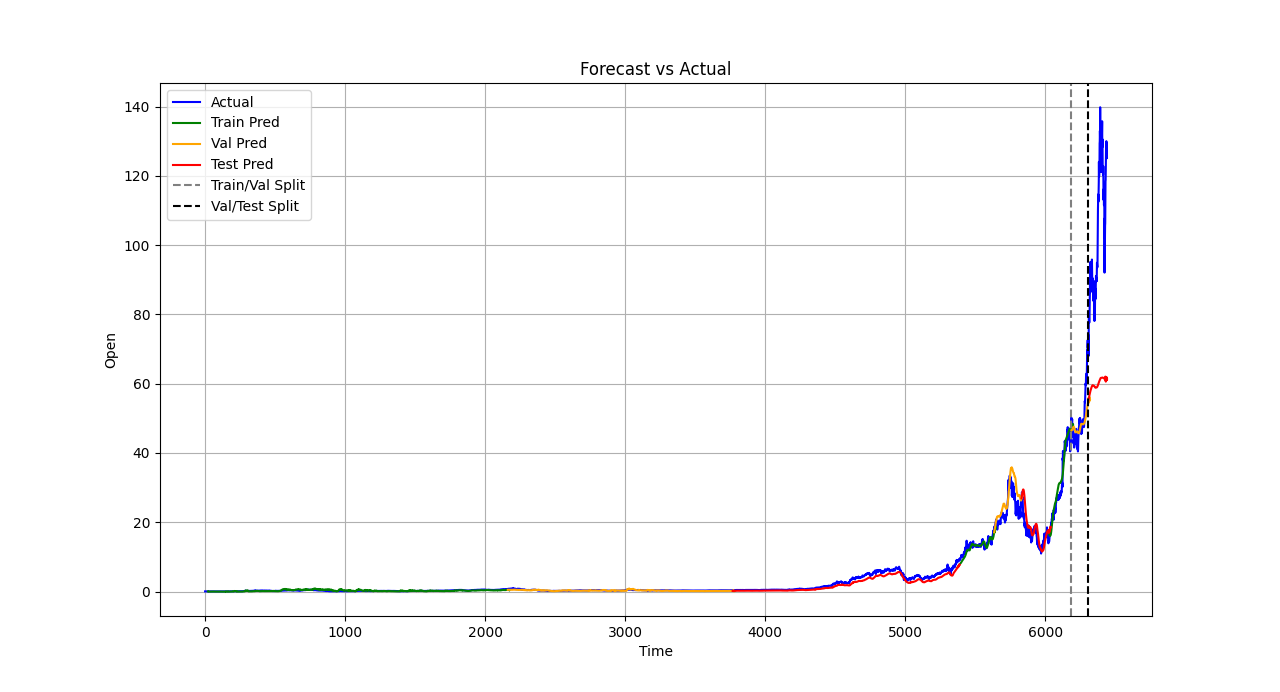 Forecast vs Actual
Actual
Train Pred
Val Pred
Test Pred
Train/Val Split
Val/Test Split
140
120
100
80
60
40
20
0
Open
0 1000 2000 3000 4000 5000 6000
Time